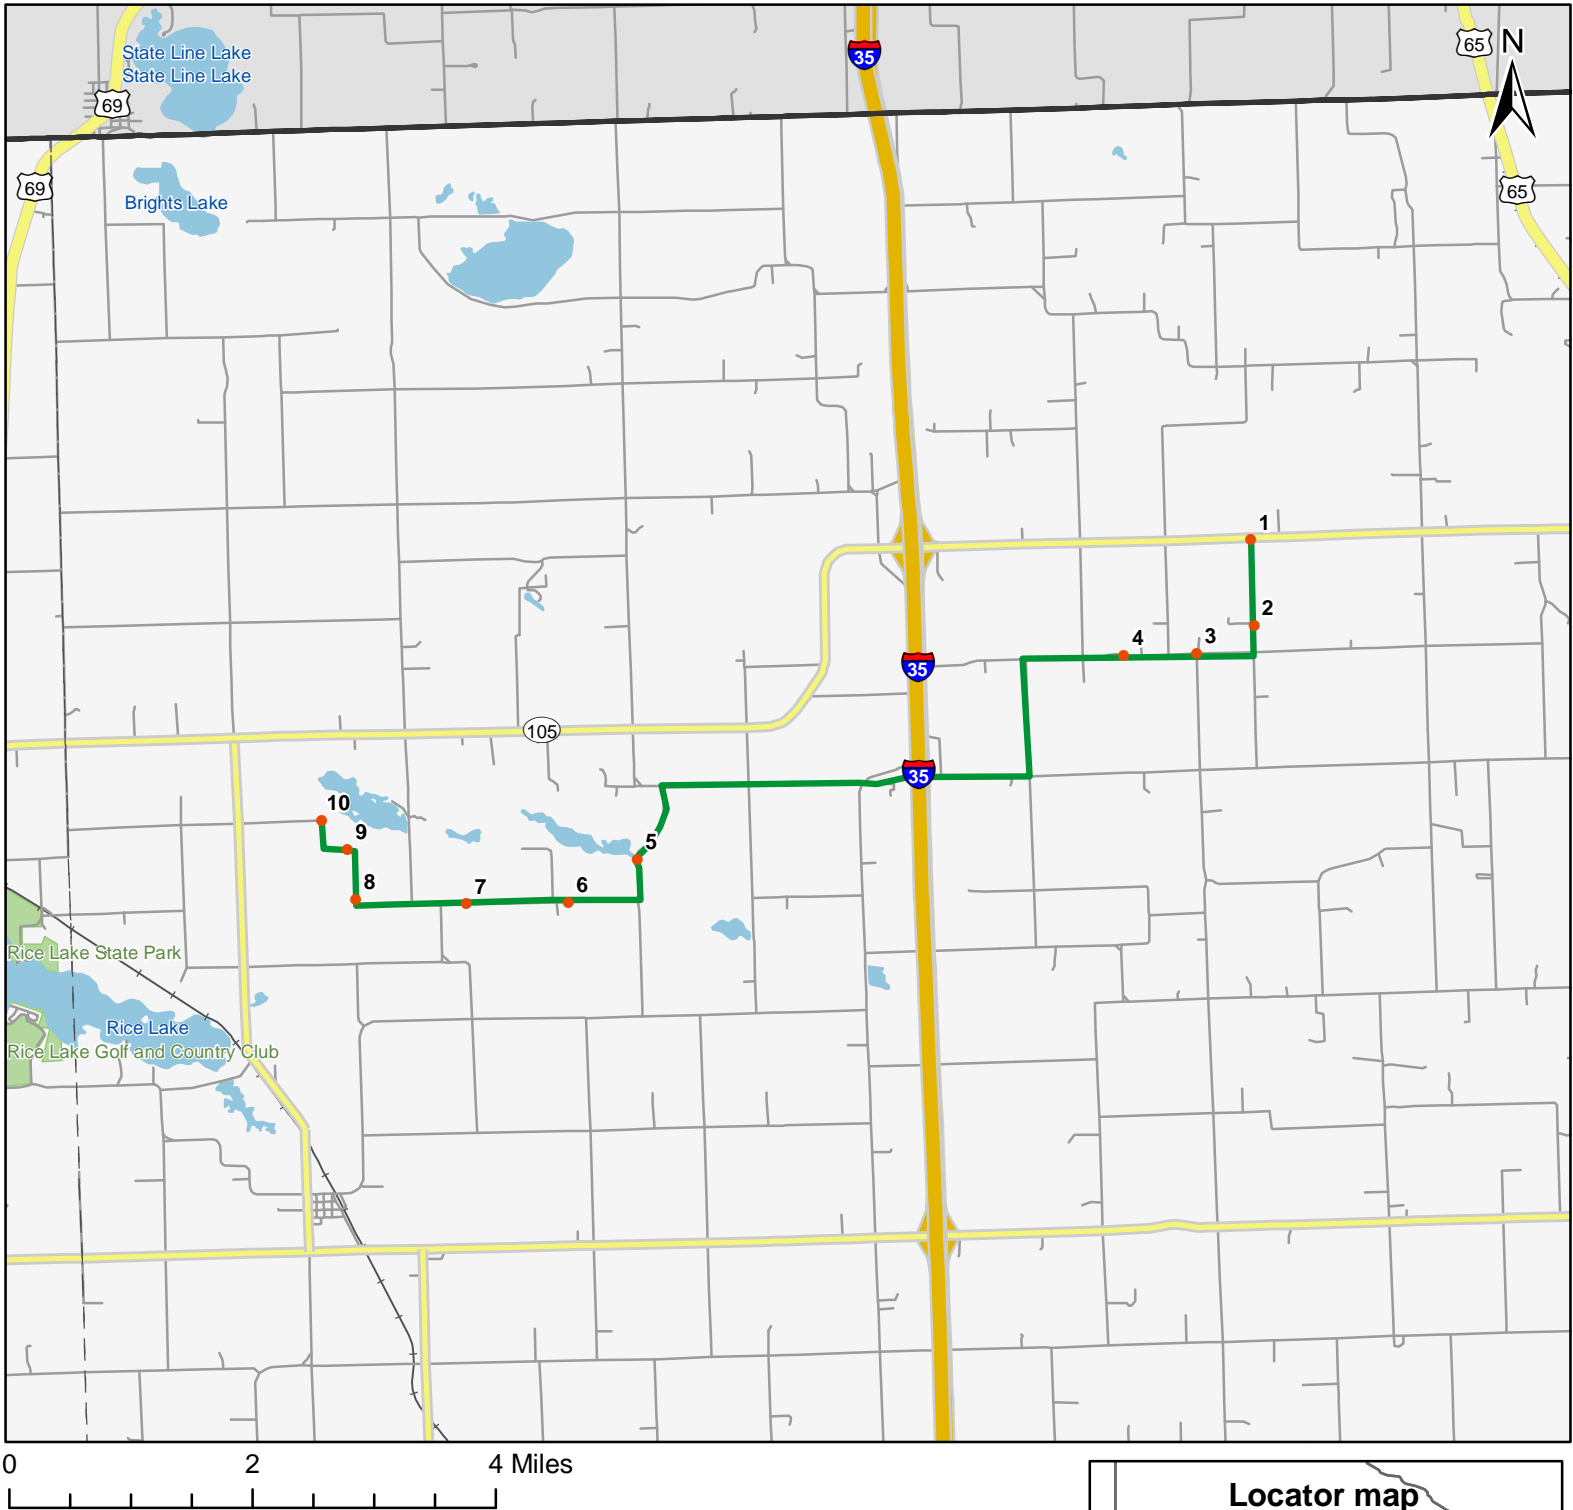 State Line Lake
State Line Lake
69
35
65
N
69
Brights Lake
65
1
2
3
4
35
105
35
10
9
5
8
7
6
Rice Lake State Park
Rice Lake
Rice Lake Golf and Country Club
0 2 4 Miles
Locator map